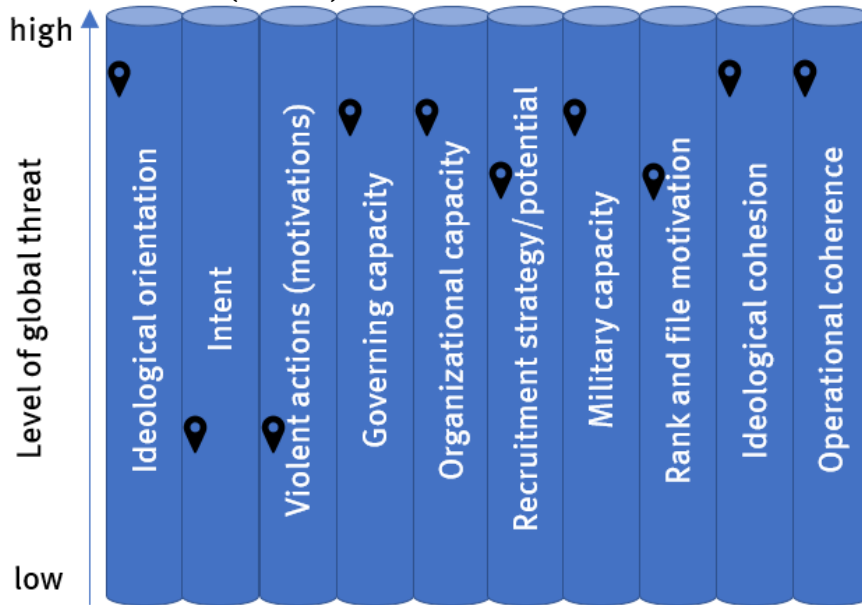 high
Level of global threat
low
Ideological orientation
Intent
Violent actions (motivations)
Governing capacity
Organizational capacity
Recruitment strategy/potential
Military capacity
Rank and file motivation
Ideological cohesion
Operational coherence